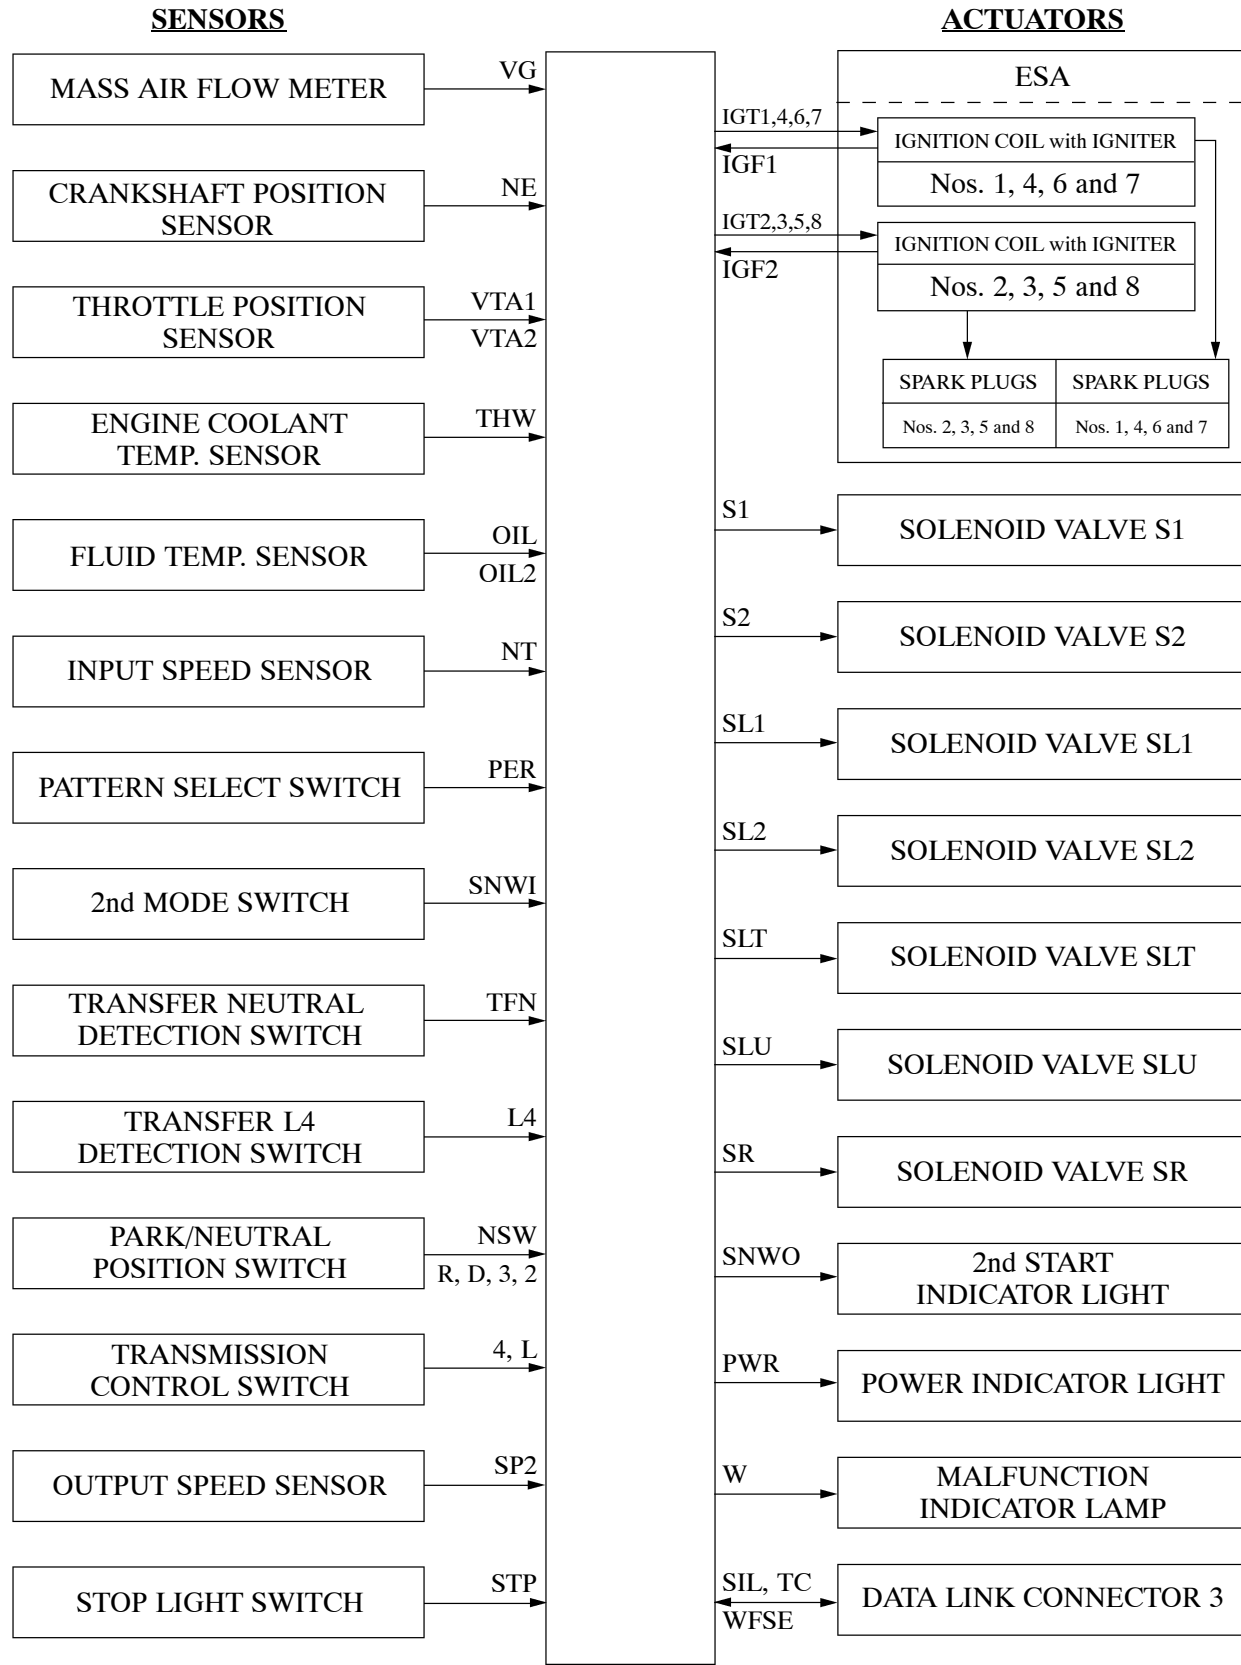 SENSORS
MASS AIR FLOW METER
VG
CRANKSHAFT POSITION
SENSOR
NE
THROTTLE POSITION
SENSOR
VTA1
VTA2
ENGINE COOLANT
TEMP. SENSOR
THW
FLUID TEMP. SENSOR
OIL
OIL2
INPUT SPEED SENSOR
NT
PATTERN SELECT SWITCH
PER
2nd MODE SWITCH
SNWI
TRANSFER NEUTRAL
DETECTION SWITCH
TFN
TRANSFER L4
DETECTION SWITCH
L4
PARK/NEUTRAL
POSITION SWITCH
NSW
R, D, 3, 2
TRANSMISSION
CONTROL SWITCH
4, L
OUTPUT SPEED SENSOR
SP2
STOP LIGHT SWITCH
STP
ACTUATORS
ESA
IGT1,4,6,7
IGF1
IGNITION COIL with IGNITER
Nos. 1, 4, 6 and 7
IGT2,3,5,8
IGF2
IGNITION COIL with IGNITER
Nos. 2, 3, 5 and 8
SPARK PLUGS
Nos. 2, 3, 5 and 8
SPARK PLUGS
Nos. 1, 4, 6 and 7
S1
SOLENOID VALVE S1
S2
SOLENOID VALVE S2
SL1
SOLENOID VALVE SL1
SL2
SOLENOID VALVE SL2
SLT
SOLENOID VALVE SLT
SLU
SOLENOID VALVE SLU
SR
SOLENOID VALVE SR
SNWO
2nd START
INDICATOR LIGHT
PWR
POWER INDICATOR LIGHT
W
MALFUNCTION
INDICATOR LAMP
SIL, TC
WFSE
DATA LINK CONNECTOR 3